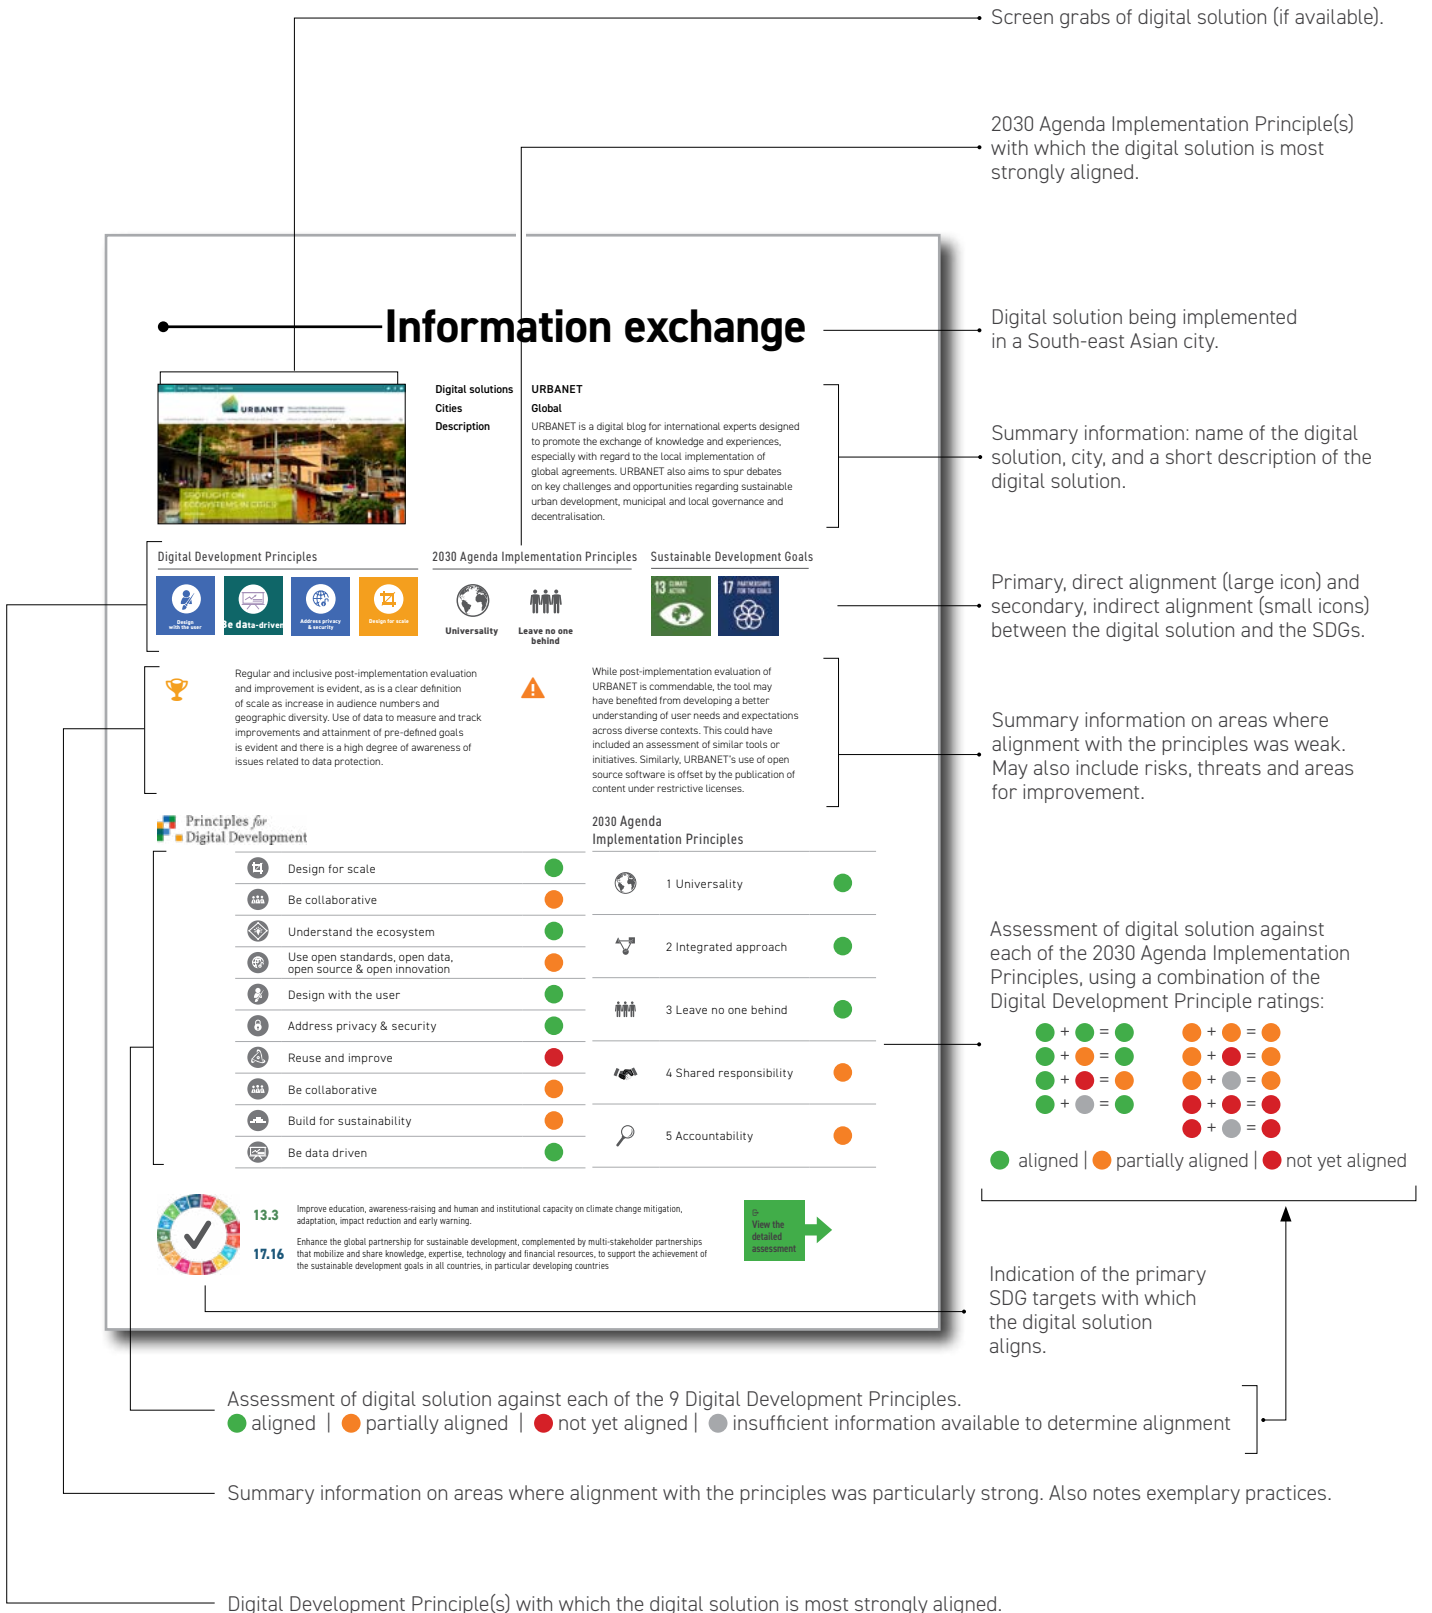 Screen grabs of digital solution (if available).
2030 Agenda Implementation Principle(s)
with which the digital solution is most
strongly aligned.
Information exchange
Digital solution being implemented
in a South-east Asian city.
URBANET
SPOTLIGHT ON:
ECOSYSTEMS IN CITIES
Digital solutions URBANET
Cities Global
Description URBANET is a digital blog for international experts designed
to promote the exchange of knowledge and experiences,
especially with regard to the local implementation of
global agreements. URBANET also aims to spur debates
on key challenges and opportunities regarding sustainable
urban development, municipal and local governance and
decentralisation.
Summary information: name of the digital
solution, city, and a short description of the
digital solution.
Digital Development Principles
Design
with the user
Be data-driven
Address privacy
& security
Design for scale
2030 Agenda Implementation Principles
Universality
Leave no one
behind
Sustainable Development Goals
13 CLIMATE
ACTION
17 PARTNERSHIPS
FOR THE GOALS
Primary, direct alignment (large icon) and
secondary, indirect alignment (small icons)
between the digital solution and the SDGs.
Regular and inclusive post-implementation evaluation
and improvement is evident, as is a clear definition
of scale as increase in audience numbers and
geographic diversity. Use of data to measure and track
improvements and attainment of pre-defined goals
is evident and there is a high degree of awareness of
issues related to data protection.
While post-implementation evaluation of
URBANET is commendable, the tool may
have benefited from developing a better
understanding of user needs and expectations
across diverse contexts. This could have
included an assessment of similar tools or
initiatives. Similarly, URBANET's use of open
source software is offset by the publication of
content under restrictive licenses.
Summary information on areas where
alignment with the principles was weak.
May also include risks, threats and areas
for improvement.
Principles for
Digital Development
Design for scale
Be collaborative
Understand the ecosystem
Use open standards, open data,
open source & open innovation
Design with the user
Address privacy & security
Reuse and improve
Be collaborative
Build for sustainability
Be data driven
2030 Agenda
Implementation Principles
1 Universality
2 Integrated approach
3 Leave no one behind
4 Shared responsibility
5 Accountability
Assessment of digital solution against
each of the 2030 Agenda Implementation
Principles, using a combination of the
Digital Development Principle ratings:
+ = + =
+ = + =
+ = + =
+ = + =
+ =
aligned | partially aligned | not yet aligned
13.3 Improve education, awareness-raising and human and institutional capacity on climate change mitigation,
adaptation, impact reduction and early warning.
17.16 Enhance the global partnership for sustainable development, complemented by multi-stakeholder partnerships
that mobilize and share knowledge, expertise, technology and financial resources, to support the achievement of
the sustainable development goals in all countries, in particular developing countries
View the
detailed
assessment
Indication of the primary
SDG targets with which
the digital solution
aligns.
Assessment of digital solution against each of the 9 Digital Development Principles.
aligned | partially aligned | not yet aligned | insufficient information available to determine alignment
Summary information on areas where alignment with the principles was particularly strong. Also notes exemplary practices.
Digital Development Principle(s) with which the digital solution is most strongly aligned.